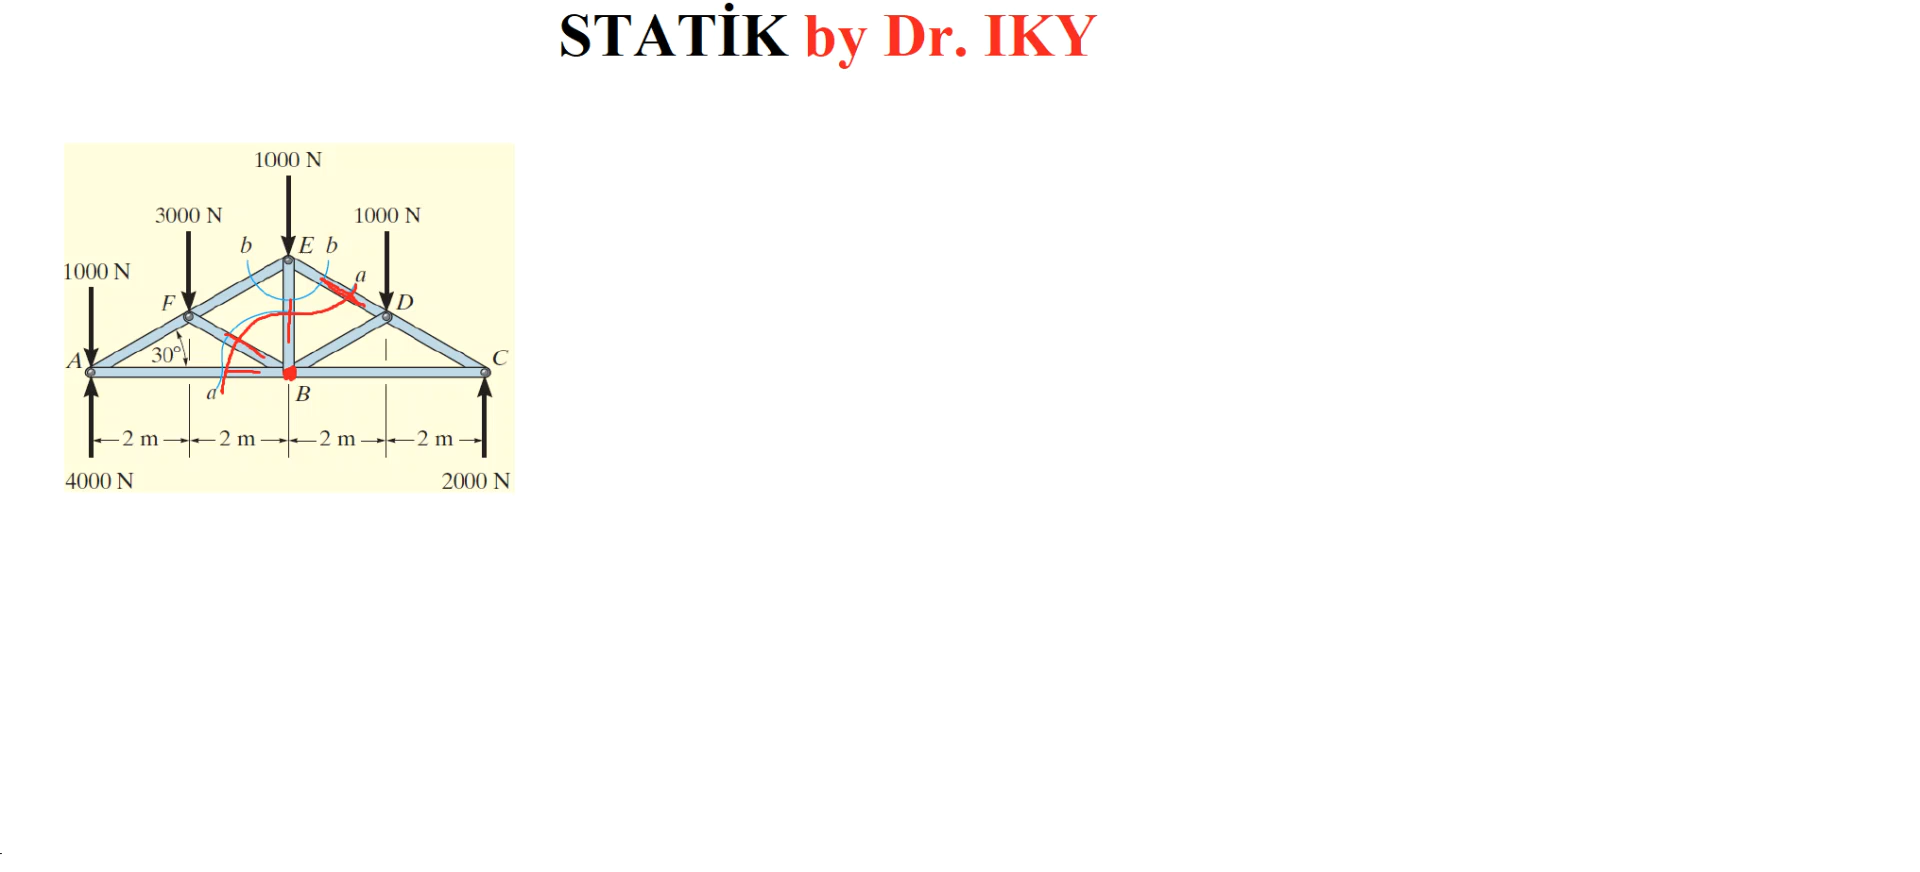 STATİK by Dr. IKY
1000 N
3000 N
1000 N
b
E
b
1000 N
a
F
D
A
30°
C
a
B
2 m
2 m
2 m
2 m
4000 N
2000 N